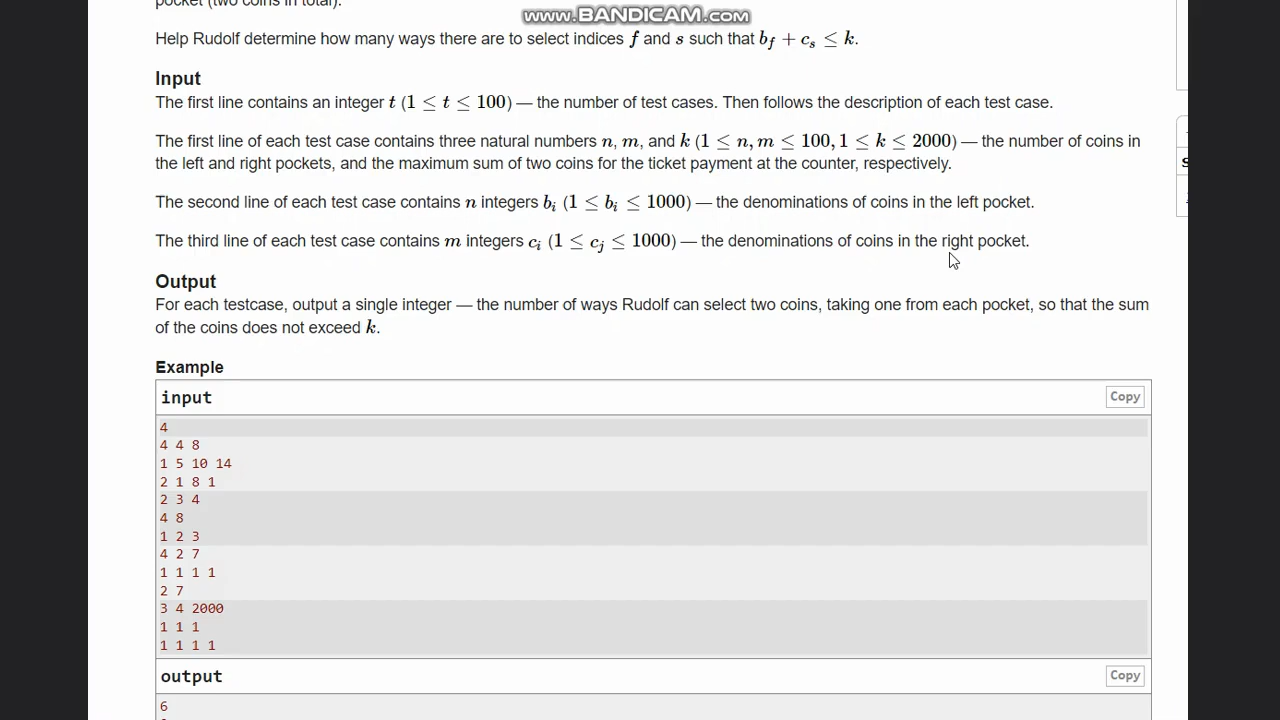 pocket (two coins in total).
www.BANDICAM.com
Help Rudolf determine how many ways there are to select indices f and s such that b_f + c_s ≤ k.
Input
The first line contains an integer t (1 ≤ t ≤ 100) — the number of test cases. Then follows the description of each test case.
The first line of each test case contains three natural numbers n, m, and k (1 ≤ n, m ≤ 100, 1 ≤ k ≤ 2000) — the number of coins in
the left and right pockets, and the maximum sum of two coins for the ticket payment at the counter, respectively.
The second line of each test case contains n integers b_i (1 ≤ b_i ≤ 1000) — the denominations of coins in the left pocket.
The third line of each test case contains m integers c_i (1 ≤ c_j ≤ 1000) — the denominations of coins in the right pocket.
Output
For each testcase, output a single integer — the number of ways Rudolf can select two coins, taking one from each pocket, so that the sum
of the coins does not exceed k.
Example
input
Copy
4
4 4 8
1 5 10 14
2 1 8 1
2 3 4
4 8
1 2 3
4 2 7
1 1 1 1
2 7
3 4 2000
1 1 1
1 1 1 1
output
Copy
6